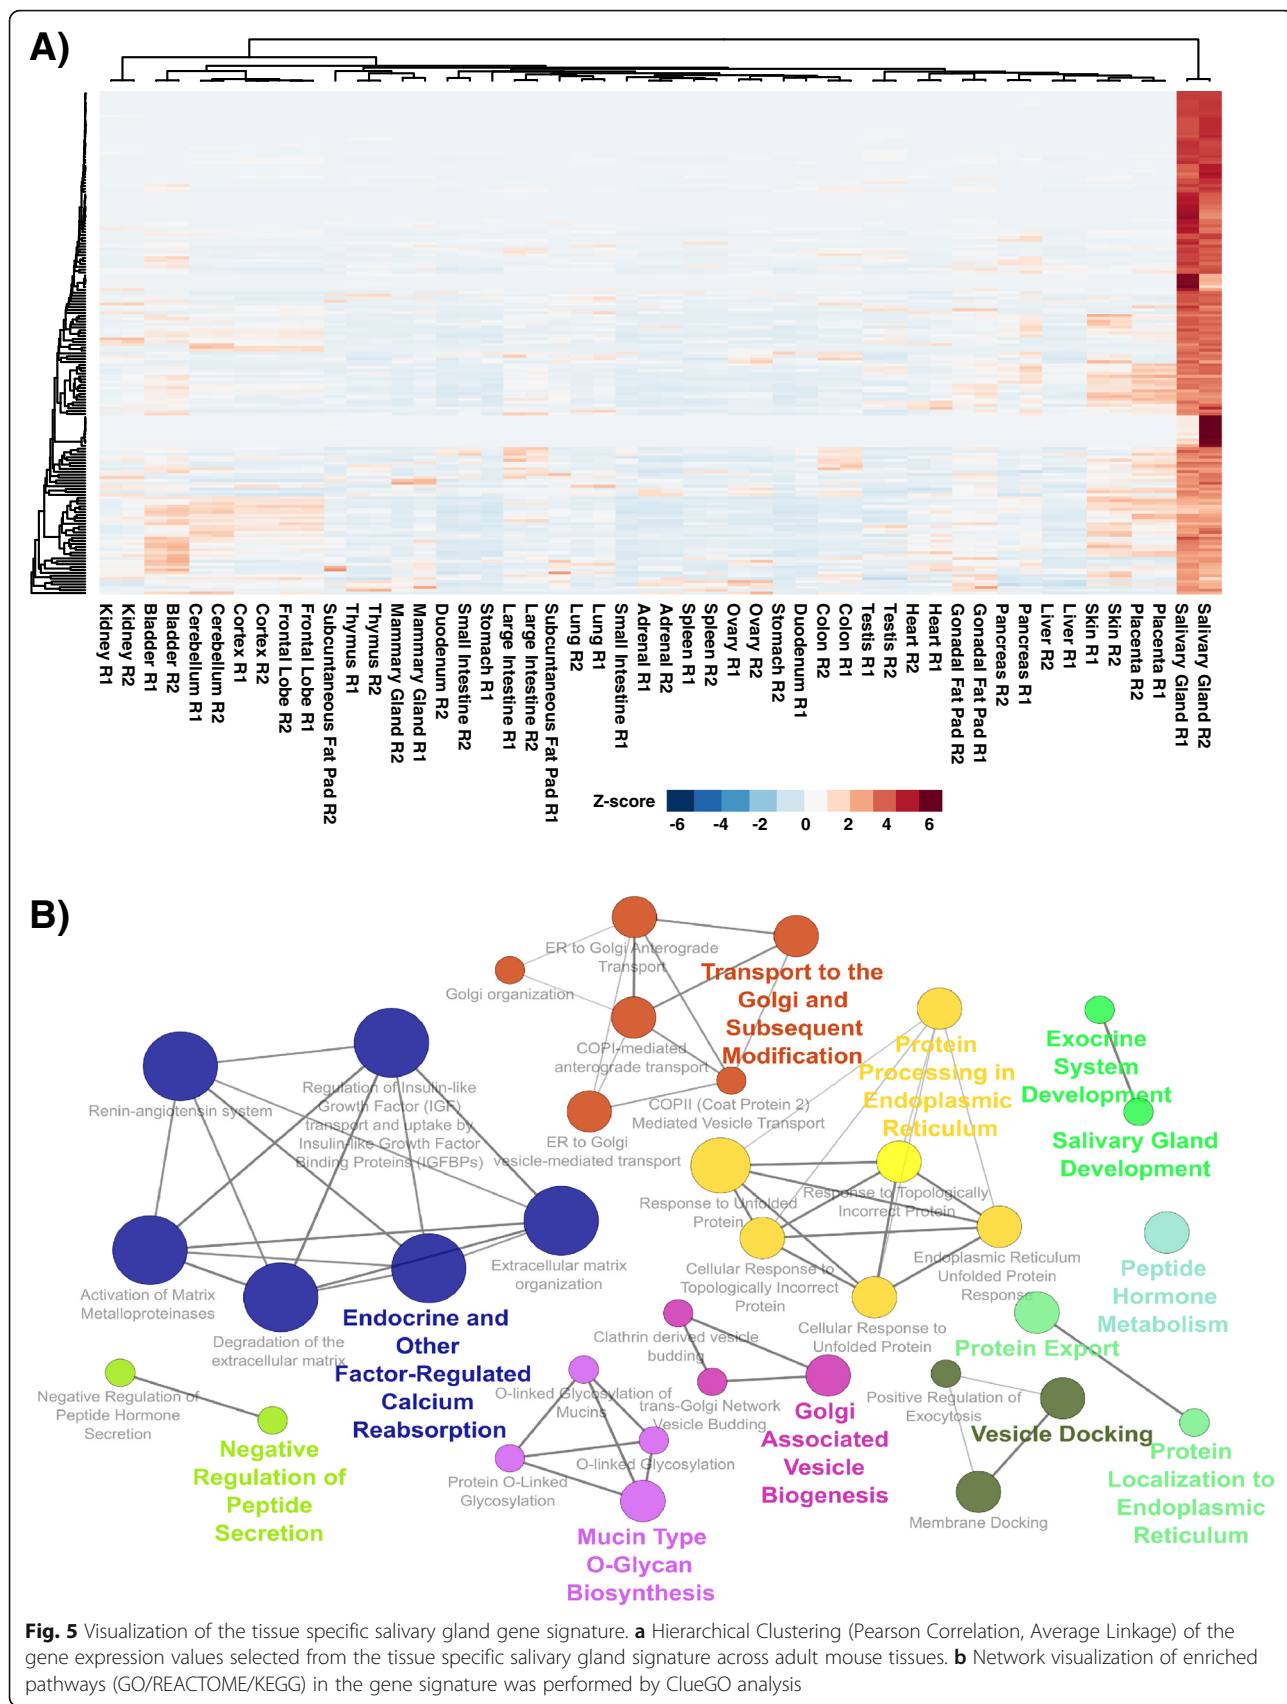 A)
Kidney R1
Kidney R2
Bladder R1
Bladder R2
Cerebellum R1
Cerebellum R2
Cortex R1
Cortex R2
Frontal Lobe R2
Frontal Lobe R1
Subcuntaneous Fat Pad R2
Thymus R1
Thymus R2
Mammary Gland R2
Mammary Gland R1
Duodenum R2
Small Intestine R2
Stomach R1
Large Intestine R1
Large Intestine R2
Subcuntaneous Fat Pad R1
Lung R2
Lung R1
Small Intestine R1
Adrenal R1
Adrenal R2
Spleen R1
Spleen R2
Ovary R1
Ovary R2
Stomach R2
Duodenum R1
Colon R2
Colon R1
Testis R1
Testis R2
Heart R2
Heart R1
Gonadal Fat Pad R2
Gonadal Fat Pad R1
Pancreas R2
Pancreas R1
Liver R2
Liver R1
Skin R1
Skin R2
Placenta R2
Placenta R1
Salivary Gland R1
Salivary Gland R2
Z-score
-6 -4 -2 0 2 4 6
B)
ER to Golgi Anterograde
Transport
Golgi organization
Transport to the
Golgi and
Subsequent
Modification
COPI-mediated
anterograde transport
COPII (Coat Protein 2)
Mediated Vesicle Transport
ER to Golgi
vesicle-mediated transport
Renin-angiotensin system
Regulation of Insulin-like
Growth Factor (IGF)
transport and uptake by
Insulin-like Growth Factor
Binding Proteins (IGFBPs)
Activation of Matrix
Metalloproteinases
Degradation of the
extracellular matrix
Extracellular matrix
organization
Endocrine and
Other
Factor-Regulated
Calcium
Reabsorption
Protein
Processing in
Endoplasmic
Reticulum
Response to Unfolded
Protein
Response to Topologically
Incorrect Protein
Cellular Response to
Topologically Incorrect
Protein
Endoplasmic Reticulum
Unfolded Protein
Response
Cellular Response to
Unfolded Protein
Exocrine
System
Development
Salivary Gland
Development
Peptide
Hormone
Metabolism
Protein Export
Protein
Localization to
Endoplasmic
Reticulum
Clathrin derived vesicle
budding
trans-Golgi Network
Vesicle Budding
Golgi
Associated
Vesicle
Biogenesis
Positive Regulation of
Exocytosis
Vesicle Docking
Membrane Docking
Negative Regulation of
Peptide Hormone
Secretion
Negative
Regulation of
Peptide
Secretion
O-linked Glycosylation of
Mucins
O-linked Glycosylation
Protein O-Linked
Glycosylation
Mucin Type
O-Glycan
Biosynthesis
Fig. 5 Visualization of the tissue specific salivary gland gene signature. a Hierarchical Clustering (Pearson Correlation, Average Linkage) of the
gene expression values selected from the tissue specific salivary gland signature across adult mouse tissues. b Network visualization of enriched
pathways (GO/REACTOME/KEGG) in the gene signature was performed by ClueGO analysis